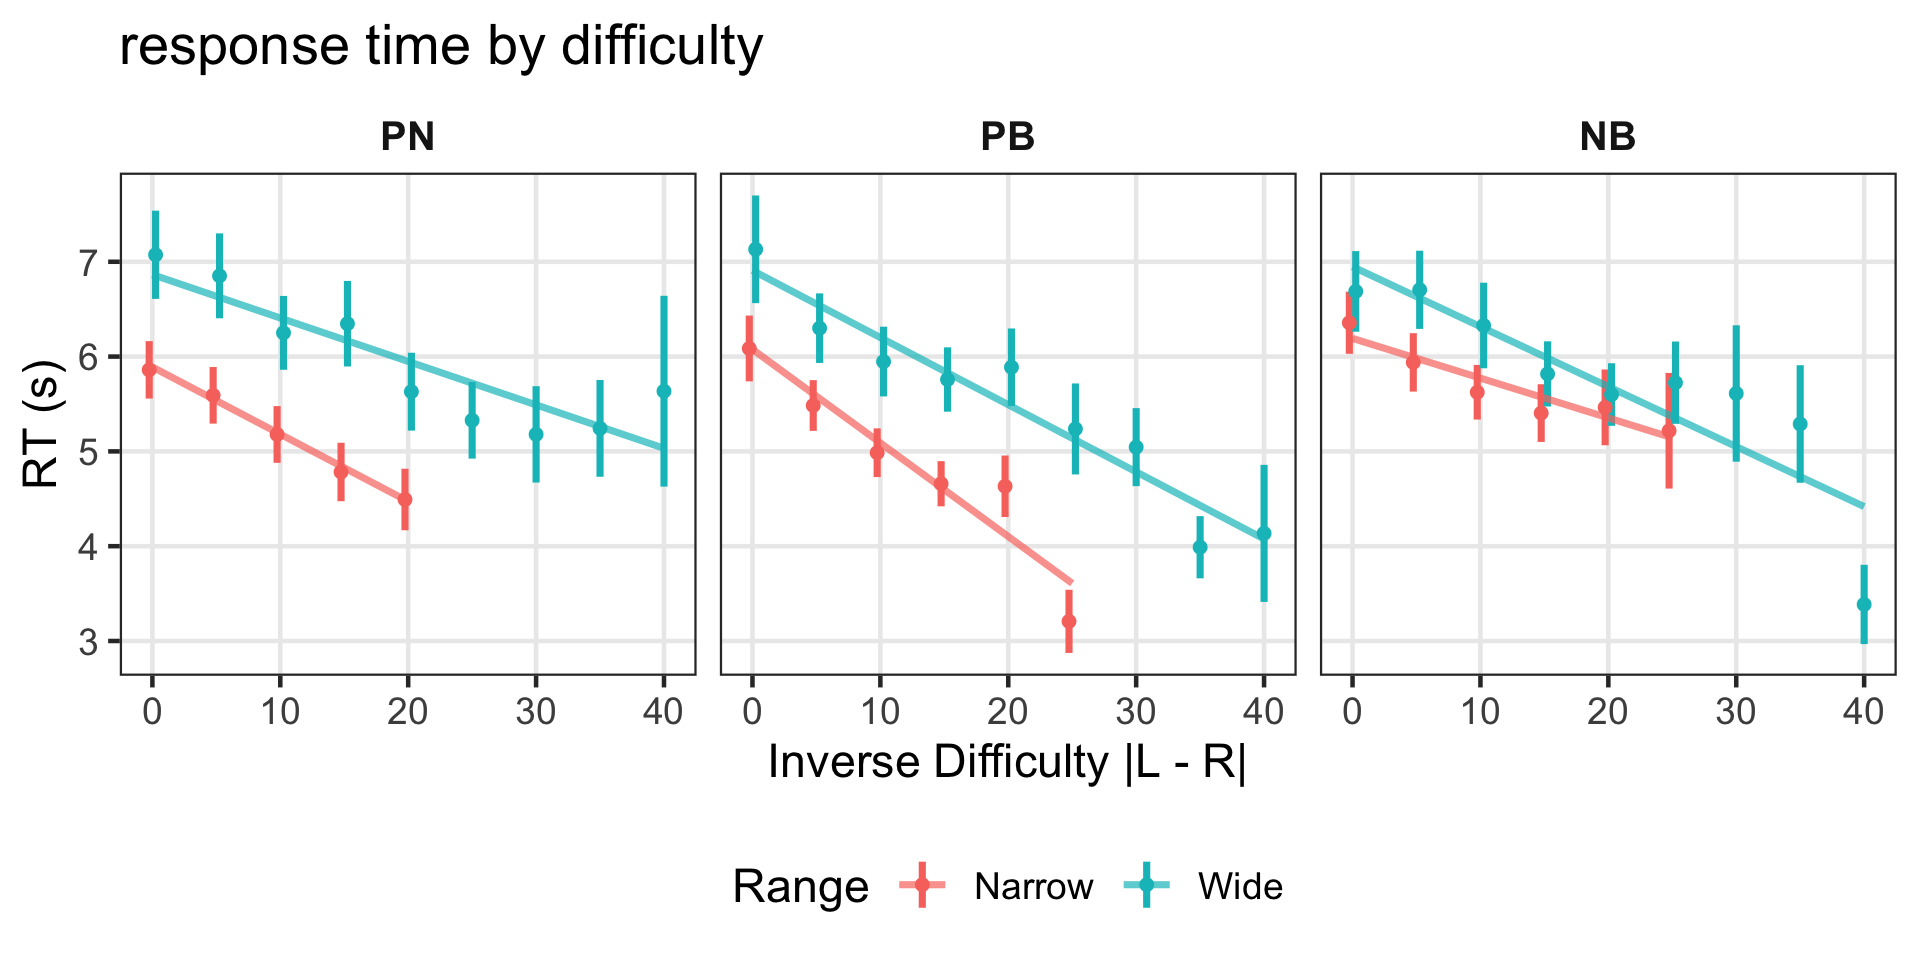 response time by difficulty
PN PB NB
RT (s)
7
6
5
4
3
0 10 20 30 40 0 10 20 30 40 0 10 20 30 40
Inverse Difficulty |L - R|
Range Narrow Wide